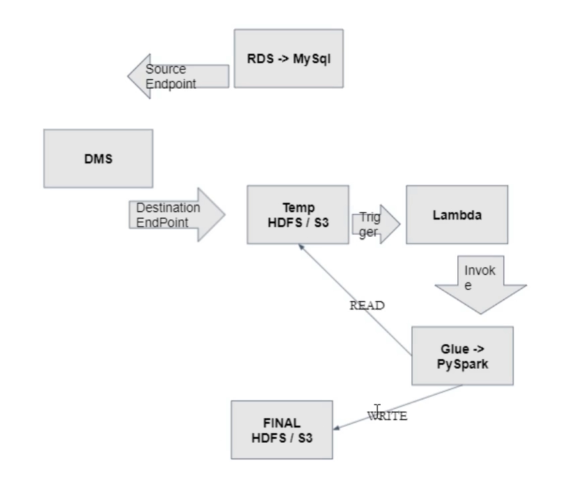 RDS -> MySql
Source
Endpoint
DMS
Destination
EndPoint
Temp
HDFS / S3
Trig
ger
Lambda
Invok
e
READ
Glue ->
PySpark
WRITE
FINAL
HDFS / S3